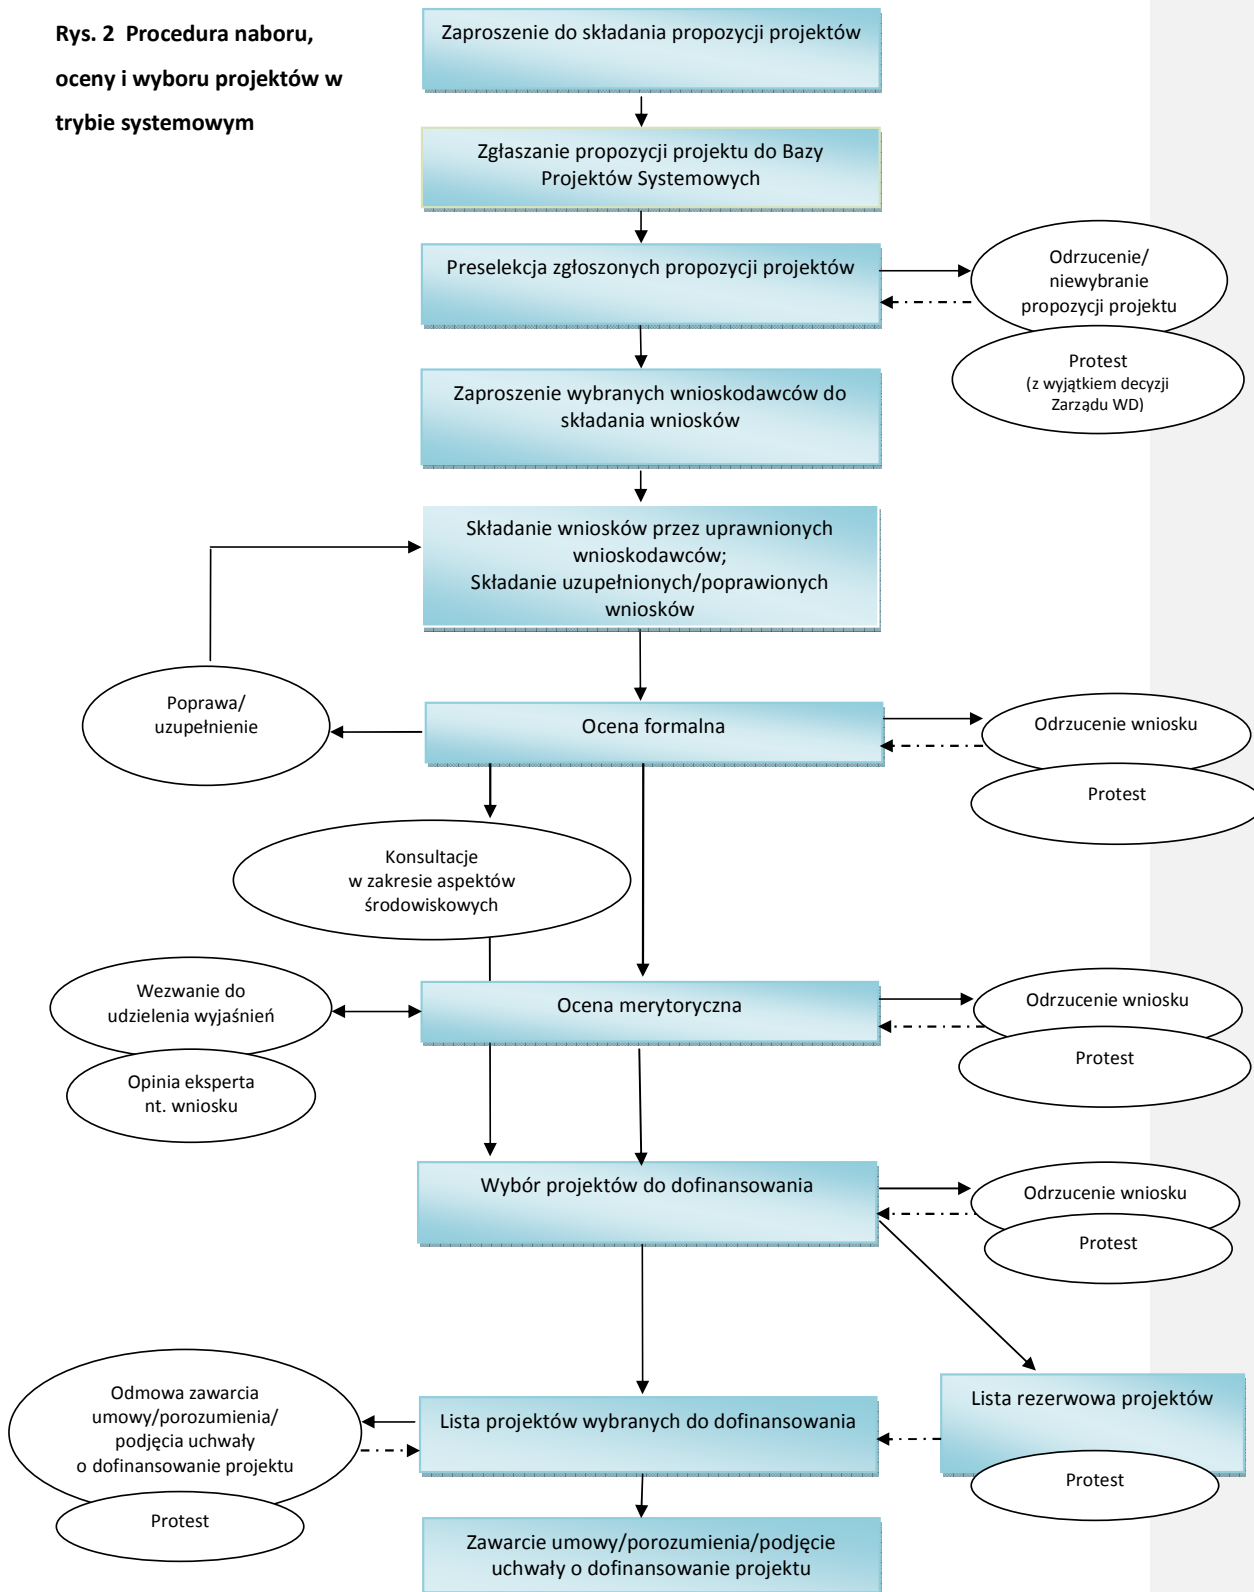 Rys. 2 Procedura naboru,
oceny i wyboru projektów w
trybie systemowym
Zaproszenie do składania propozycji projektów
Zgłaszanie propozycji projektu do Bazy
Projektów Systemowych
Preselekcja zgłoszonych propozycji projektów
Odrzucenie/
niewybranie
propozycji projektu
Protest
(z wyjątkiem decyzji
Zarządu WD)
Zaproszenie wybranych wnioskodawców do
składania wniosków
Składanie wniosków przez uprawnionych
wnioskodawców;
Składanie uzupełnionych/poprawionych
wniosków
Poprawa/
uzupełnienie
Ocena formalna
Odrzucenie wniosku
Protest
Konsultacje
w zakresie aspektów
środowiskowych
Wezwanie do
udzielenia wyjaśnień
Opinia eksperta
nt. wniosku
Ocena merytoryczna
Odrzucenie wniosku
Protest
Wybór projektów do dofinansowania
Odrzucenie wniosku
Protest
Odmowa zawarcia
umowy/porozumienia/
podjęcia uchwały
o dofinansowanie projektu
Protest
Lista projektów wybranych do dofinansowania
Lista rezerwowa projektów
Protest
Zawarcie umowy/porozumienia/podjęcie
uchwały o dofinansowanie projektu